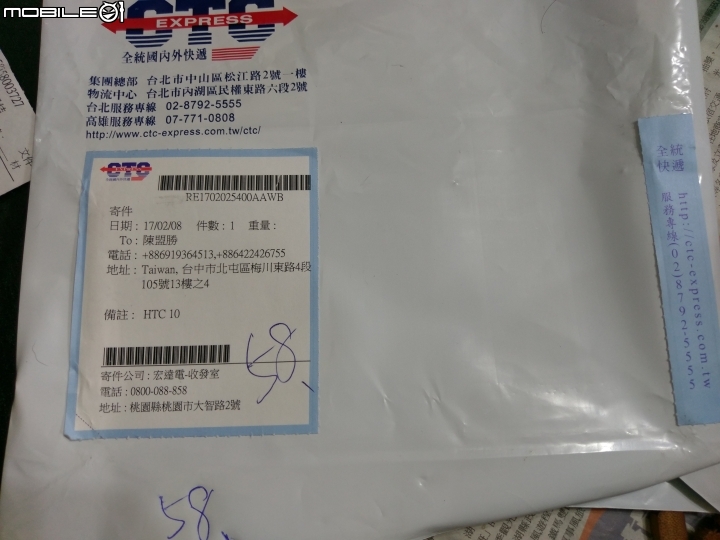 MOBILE01
CTC
EXPRESS
全統國內外快遞
集團總部 台北市中山區松江路2號一樓
物流中心 台北市內湖區民權東路六段2號
台北服務專線 02-8792-5555
高雄服務專線 07-771-0808
http://www.ctc-express.com.tw/ctc/
CTC
RE1702025400AAWB
寄件
日期: 17/02/08 件數: 1 重量:
To: 陳盟勝
電話: +886919364513,+886422426755
地址: Taiwan, 台中市北屯區梅川東路4段
105號13樓之4
備註: HTC 10
58
寄件公司: 宏達電-收發室
電話: 0800-088-858
地址: 桃園縣桃園市大智路2號
58
全統
快遞
http://ctc-express.com.tw
服務專線(02)8792-5555